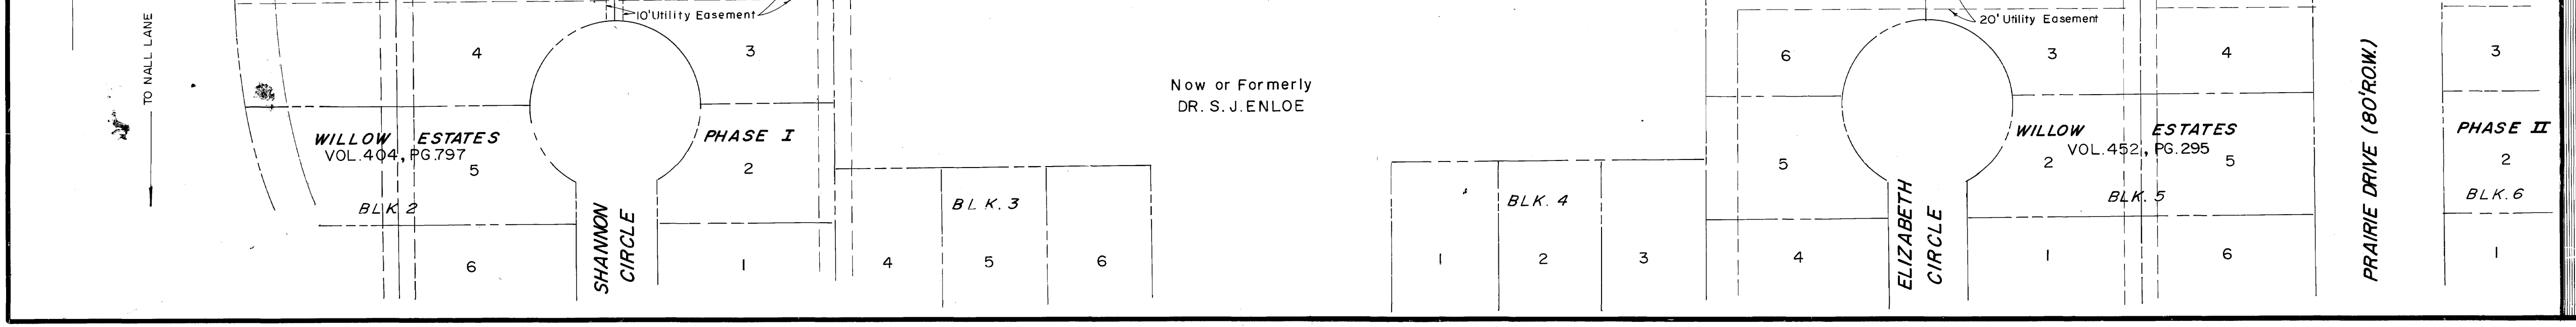 TO NALL LANE
10' Utility Easement
4
3
WILLOW ESTATES
VOL. 404, PG. 797
5
PHASE I
2
BLK 2
6
SHANNON
CIRCLE
1
BLK. 3
4
5
6
Now or Formerly
DR. S. J. ENLOE
BLK. 4
1
2
3
20' Utility Easement
6
3
4
5
WILLOW ESTATES
VOL. 452, PG. 295
2
5
BLK. 5
4
ELIZABETH
CIRCLE
1
6
PRAIRIE DRIVE (80' R.O.W.)
3
PHASE II
2
BLK. 6
1